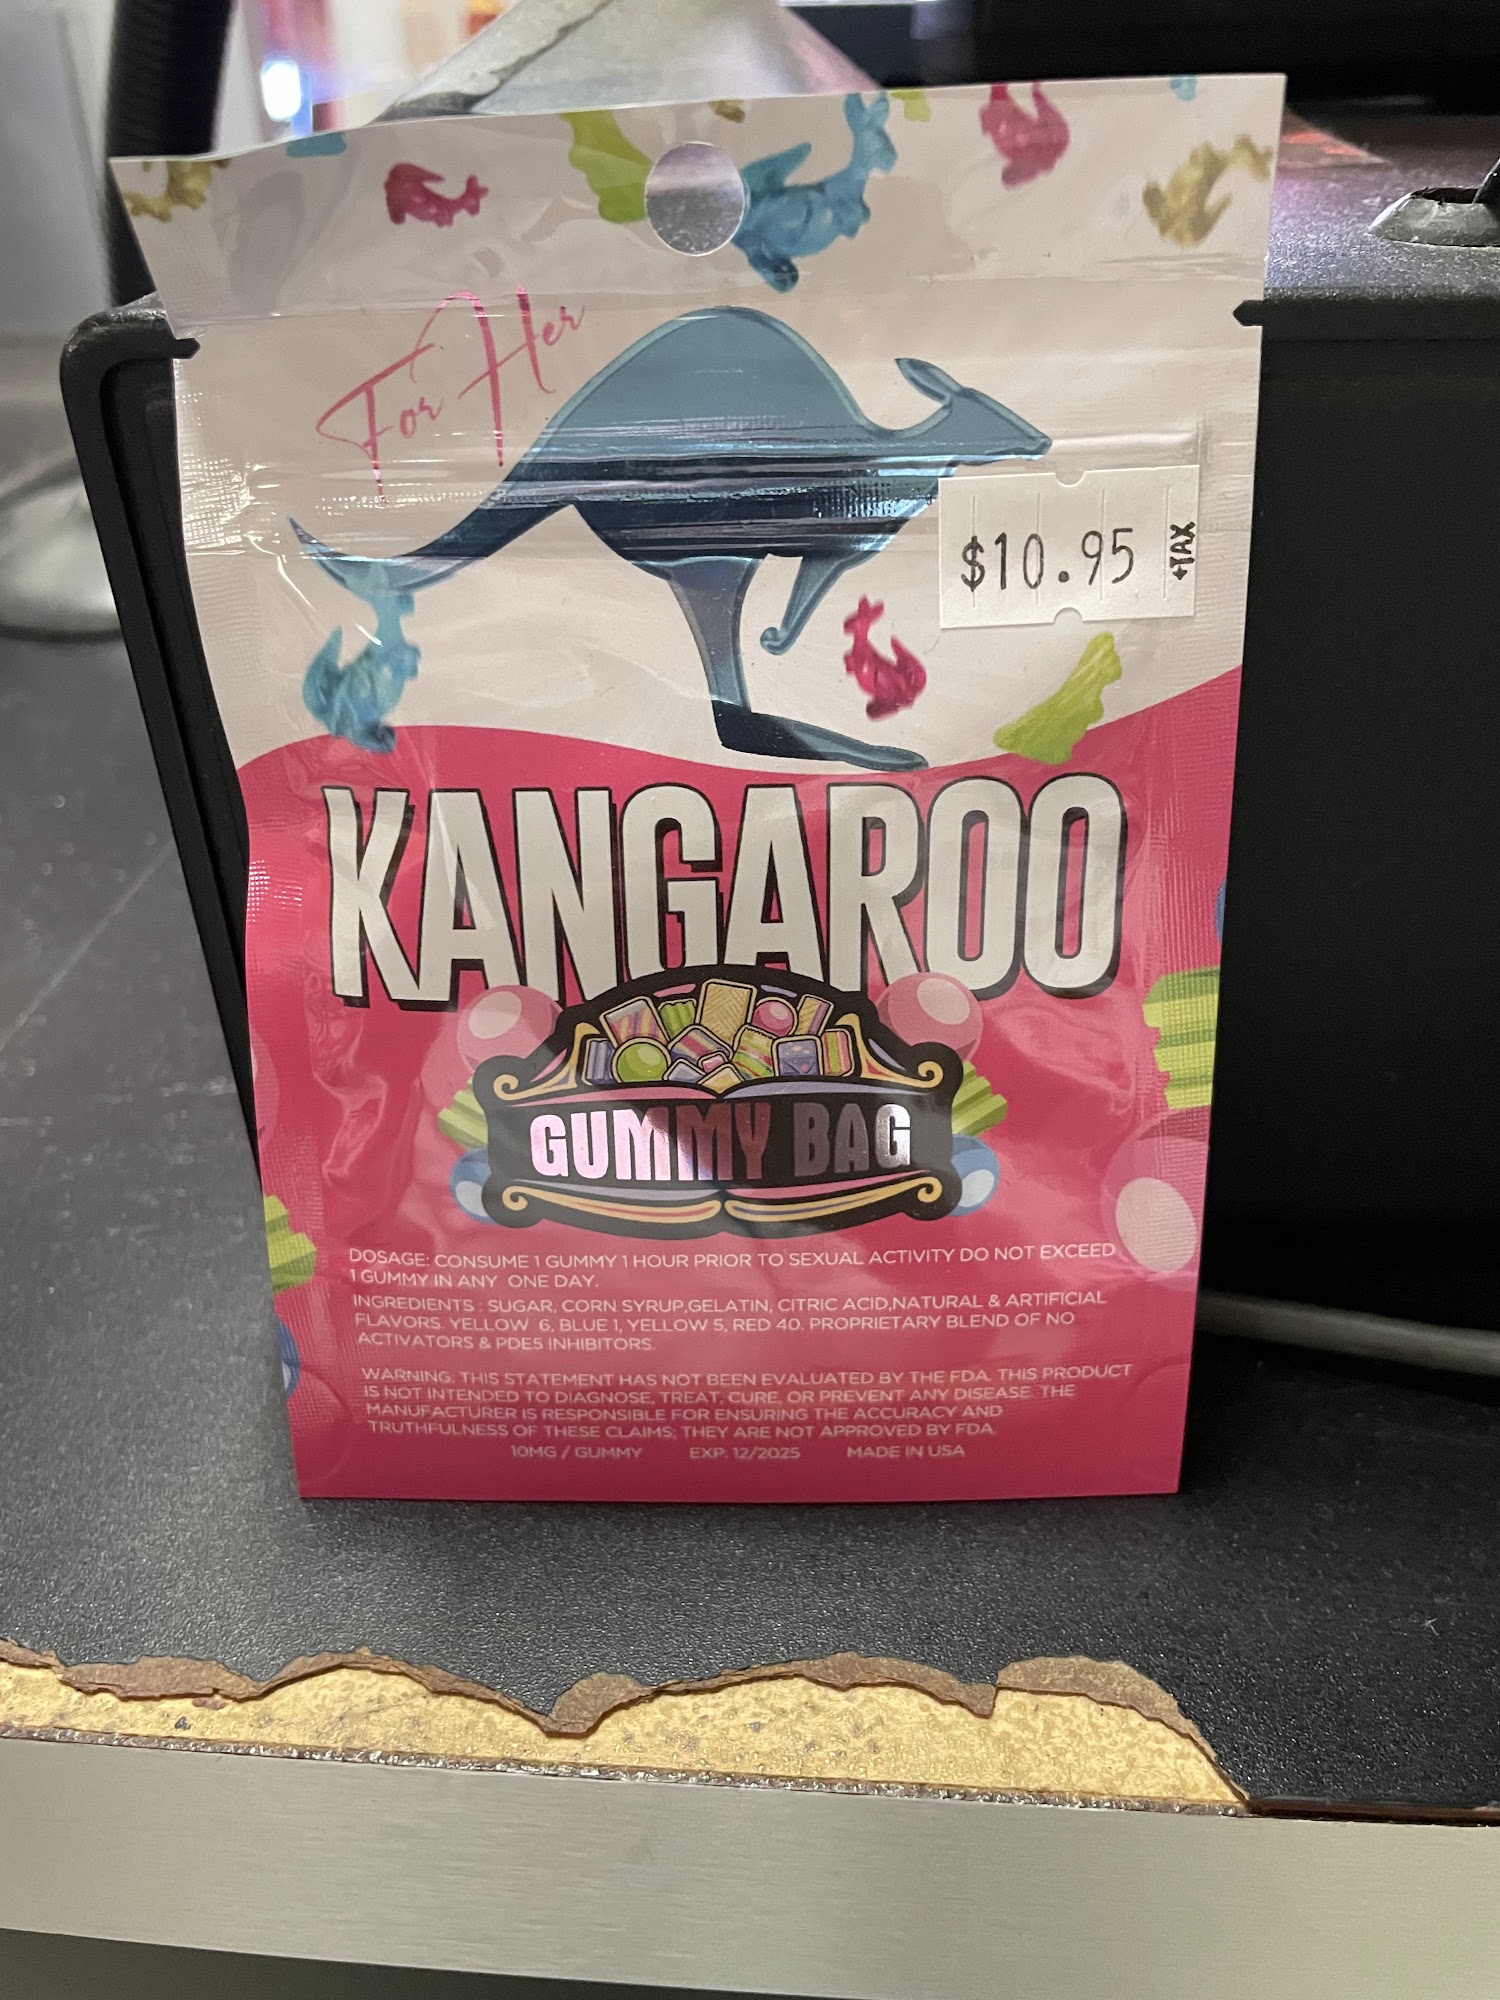 For Her
$10.95 +TAX
KANGAROO
GUMMY BAG
DOSAGE: CONSUME 1 GUMMY 1 HOUR PRIOR TO SEXUAL ACTIVITY DO NOT EXCEED
1 GUMMY IN ANY ONE DAY.
INGREDIENTS : SUGAR, CORN SYRUP,GELATIN, CITRIC ACID,NATURAL & ARTIFICIAL
FLAVORS. YELLOW 6, BLUE 1, YELLOW 5, RED 40. PROPRIETARY BLEND OF NO
ACTIVATORS & PDE5 INHIBITORS.
WARNING: THIS STATEMENT HAS NOT BEEN EVALUATED BY THE FDA. THIS PRODUCT
IS NOT INTENDED TO DIAGNOSE, TREAT, CURE, OR PREVENT ANY DISEASE. THE
MANUFACTURER IS RESPONSIBLE FOR ENSURING THE ACCURACY AND
TRUTHFULNESS OF THESE CLAIMS; THEY ARE NOT APPROVED BY FDA.
10MG / GUMMY EXP: 12/2025 MADE IN USA